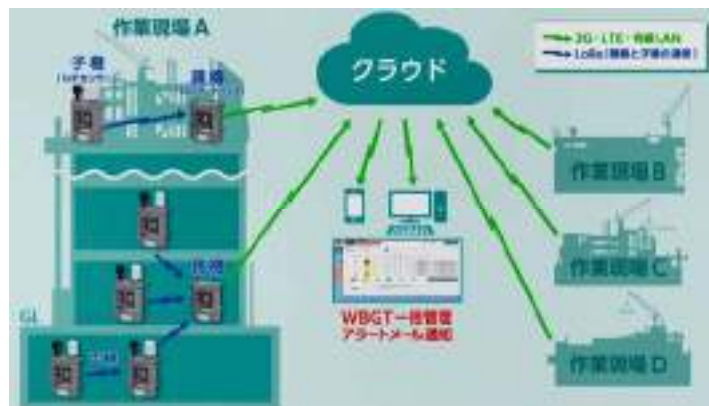 作業現場A
子機
親機
クラウド
3G・LTE・有線LAN
LoRa(親機と子機の通信)
作業現場B
作業現場C
作業現場D
WBGT一括管理
アラートメール通知
GL